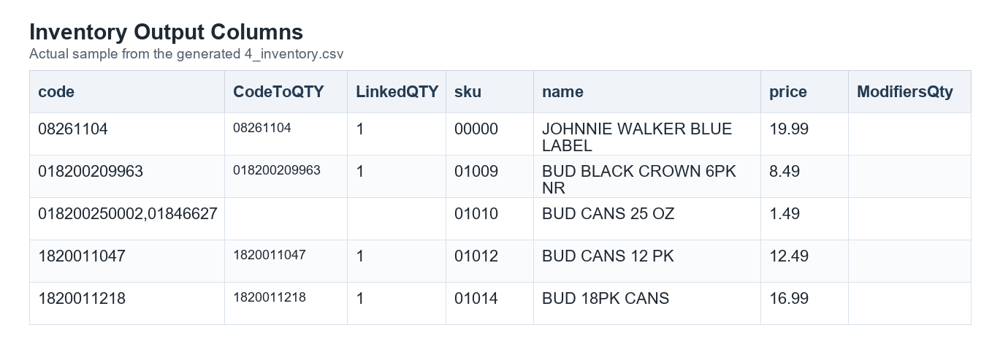 Inventory Output Columns
Actual sample from the generated 4_inventory.csv
code CodeToQTY LinkedQTY sku name price ModifiersQty
08261104 08261104 1 00000 JOHNNIE WALKER BLUE 19.99
LABEL
018200209963 018200209963 1 01009 BUD BLACK CROWN 6PK 8.49
NR
018200250002,01846627 01010 BUD CANS 25 OZ 1.49
1820011047 1820011047 1 01012 BUD CANS 12 PK 12.49
1820011218 1820011218 1 01014 BUD 18PK CANS 16.99